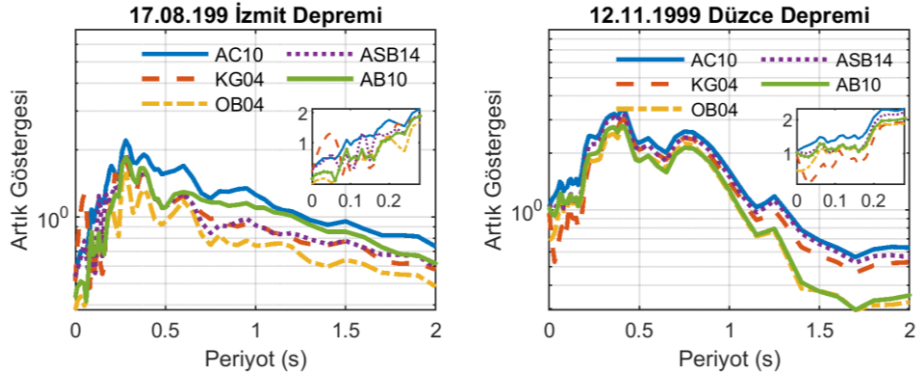 17.08.199 İzmit Depremi
AC10
KG04
OB04
ASB14
AB10
Artık Göstergesi
10⁰
2
1
0
0.1
0.2
0
0.5
1
1.5
2
Periyot (s)
12.11.1999 Düzce Depremi
AC10
KG04
OB04
ASB14
AB10
Artık Göstergesi
10⁰
2
1
0
0.1
0.2
0
0.5
1
1.5
2
Periyot (s)